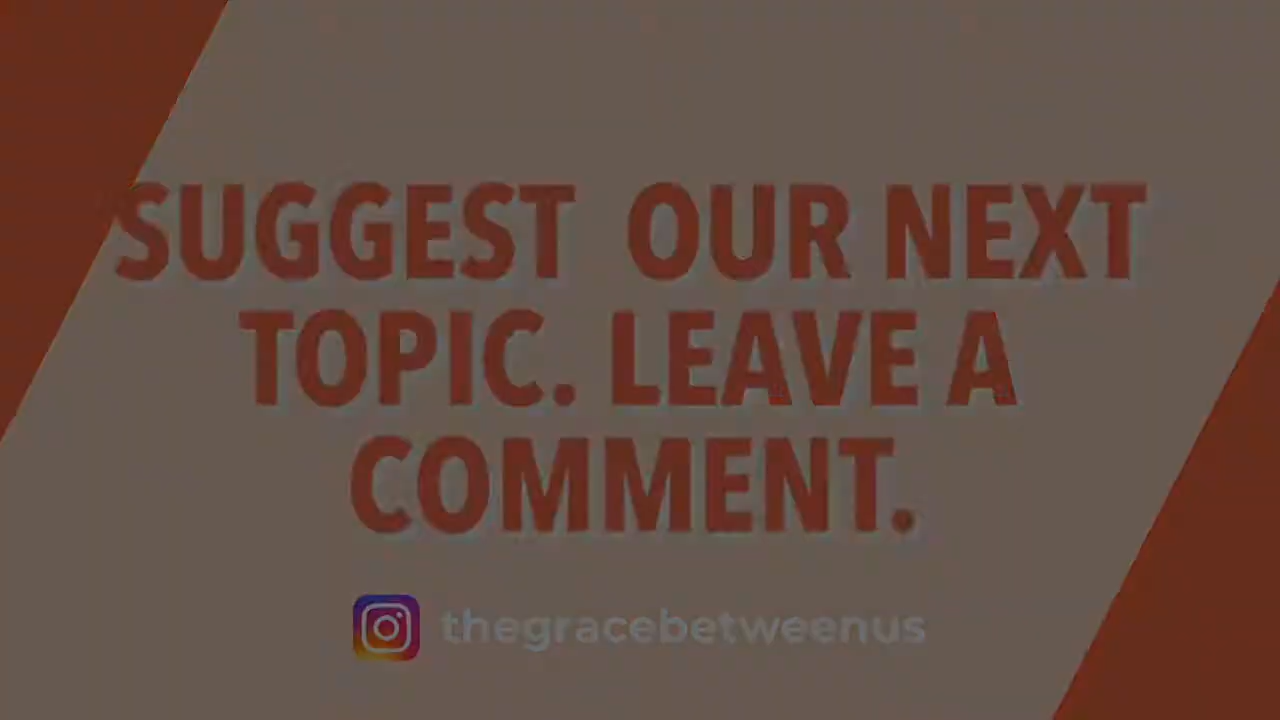 SUGGEST OUR NEXT
TOPIC. LEAVE A
COMMENT.
thegracebetweenus